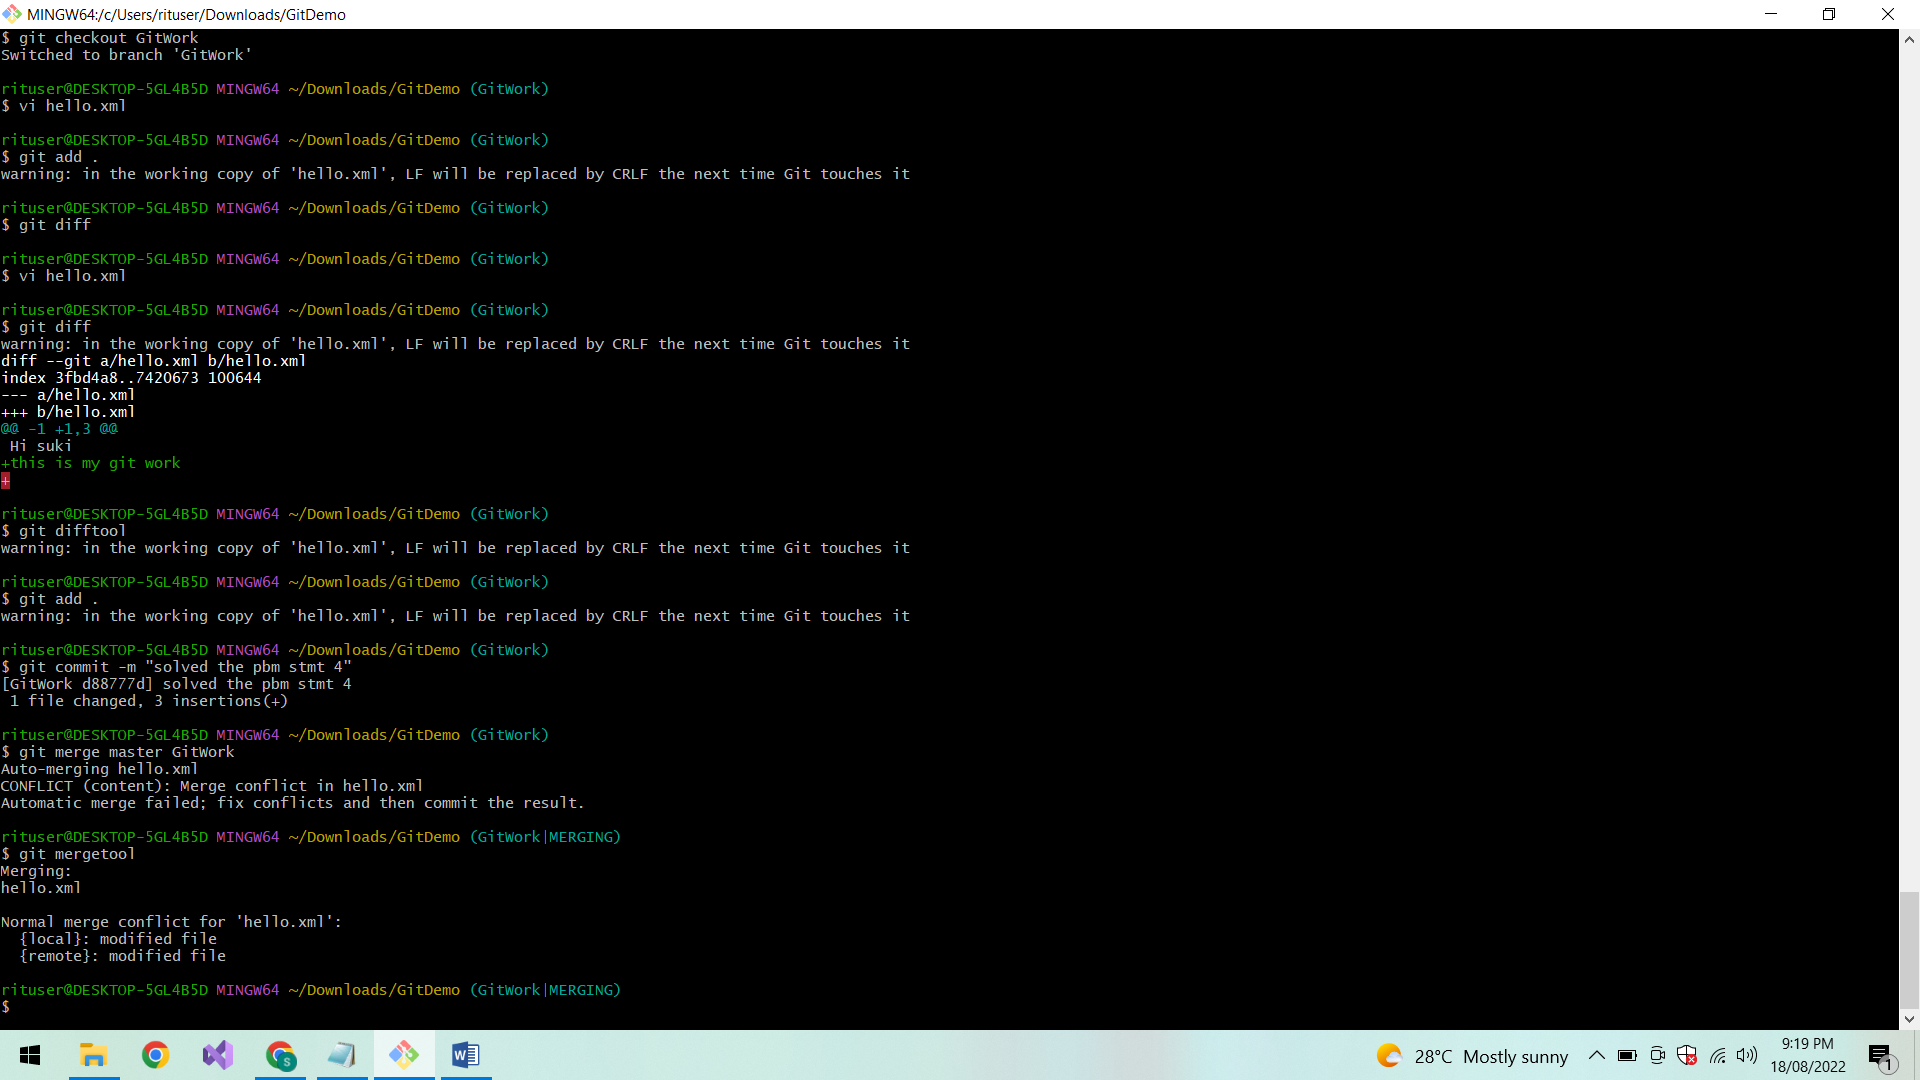 MINGW64:/c/Users/rituser/Downloads/GitDemo
$ git checkout GitWork
Switched to branch 'GitWork'
rituser@DESKTOP-5GL4B5D MINGW64 ~/Downloads/GitDemo (GitWork)
$ vi hello.xml
rituser@DESKTOP-5GL4B5D MINGW64 ~/Downloads/GitDemo (GitWork)
$ git add .
warning: in the working copy of 'hello.xml', LF will be replaced by CRLF the next time Git touches it
rituser@DESKTOP-5GL4B5D MINGW64 ~/Downloads/GitDemo (GitWork)
$ git diff
rituser@DESKTOP-5GL4B5D MINGW64 ~/Downloads/GitDemo (GitWork)
$ vi hello.xml
rituser@DESKTOP-5GL4B5D MINGW64 ~/Downloads/GitDemo (GitWork)
$ git diff
warning: in the working copy of 'hello.xml', LF will be replaced by CRLF the next time Git touches it
diff --git a/hello.xml b/hello.xml
index 3fbd4a8..7420673 100644
--- a/hello.xml
+++ b/hello.xml
@@ -1 +1,3 @@
 Hi suki
+this is my git work
+
rituser@DESKTOP-5GL4B5D MINGW64 ~/Downloads/GitDemo (GitWork)
$ git difftool
warning: in the working copy of 'hello.xml', LF will be replaced by CRLF the next time Git touches it
rituser@DESKTOP-5GL4B5D MINGW64 ~/Downloads/GitDemo (GitWork)
$ git add .
warning: in the working copy of 'hello.xml', LF will be replaced by CRLF the next time Git touches it
rituser@DESKTOP-5GL4B5D MINGW64 ~/Downloads/GitDemo (GitWork)
$ git commit -m "solved the pbm stmt 4"
[GitWork d88777d] solved the pbm stmt 4
 1 file changed, 3 insertions(+)
rituser@DESKTOP-5GL4B5D MINGW64 ~/Downloads/GitDemo (GitWork)
$ git merge master GitWork
Auto-merging hello.xml
CONFLICT (content): Merge conflict in hello.xml
Automatic merge failed; fix conflicts and then commit the result.
rituser@DESKTOP-5GL4B5D MINGW64 ~/Downloads/GitDemo (GitWork|MERGING)
$ git mergetool
Merging:
hello.xml
Normal merge conflict for 'hello.xml':
  {local}: modified file
  {remote}: modified file
rituser@DESKTOP-5GL4B5D MINGW64 ~/Downloads/GitDemo (GitWork|MERGING)
$
28°C Mostly sunny
9:19 PM
18/08/2022
1
S
W